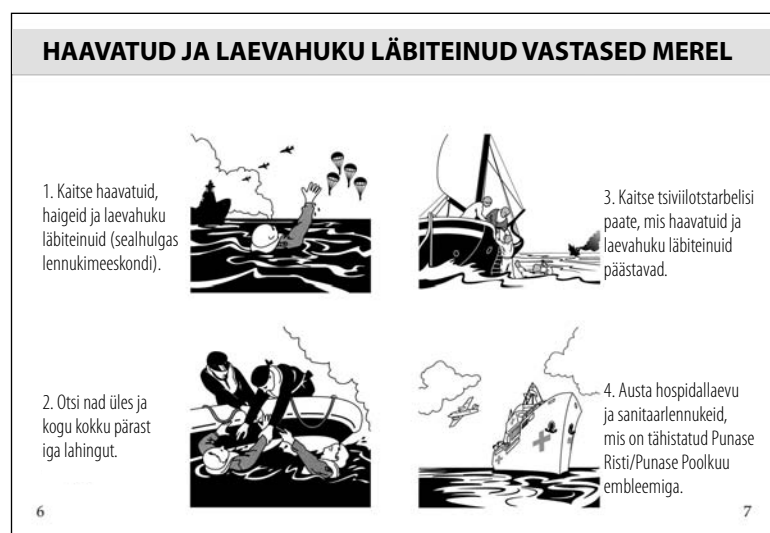 HAAVATUD JA LAEVAHUKU LÄBITEINUD VASTASED MEREL
1. Kaitse haavatuid,
haigeid ja laevahuku
läbiteinuid (sealhulgas
lennukimeeskondi).
2. Otsi nad üles ja
kogu kokku pärast
iga lahingut.
6
3. Kaitse tsiviilotstarbelisi
paate, mis haavatuid ja
laevahuku läbiteinuid
päästavad.
4. Austa hospidallaevu
ja sanitaarlennukeid,
mis on tähistatud Punase
Risti/Punase Poolkuu
embleemiga.
7